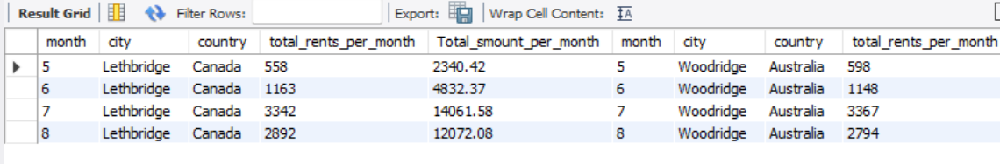 Result Grid Filter Rows: Export: Wrap Cell Content: IA
month city country total_rents_per_month Total_smount_per_month month city country total_rents_per_month
5 Lethbridge Canada 558 2340.42 5 Woodridge Australia 598
6 Lethbridge Canada 1163 4832.37 6 Woodridge Australia 1148
7 Lethbridge Canada 3342 14061.58 7 Woodridge Australia 3367
8 Lethbridge Canada 2892 12072.08 8 Woodridge Australia 2794